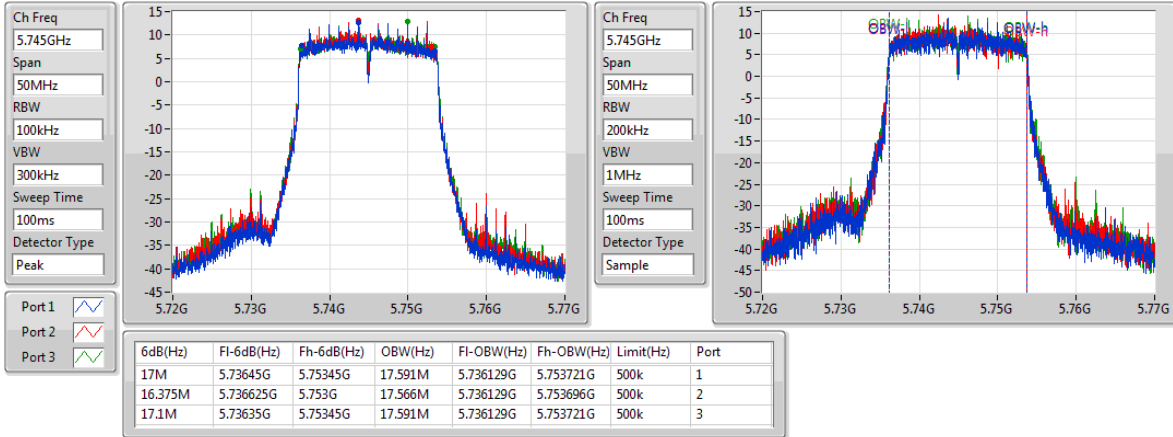 Ch Freq
5.745GHz
Span
50MHz
RBW
100kHz
VBW
300kHz
Sweep Time
100ms
Detector Type
Peak
Port 1
Port 2
Port 3
15
10
5
0
-5
-10
-15
-20
-25
-30
-35
-40
-45
5.72G 5.73G 5.74G 5.75G 5.76G 5.77G
Ch Freq
5.745GHz
Span
50MHz
RBW
200kHz
VBW
1MHz
Sweep Time
100ms
Detector Type
Sample
15
10
5
0
-5
-10
-15
-20
-25
-30
-35
-40
-45
-50
OBW-l OBW-h
5.72G 5.73G 5.74G 5.75G 5.76G 5.77G
6dB(Hz) Fl-6dB(Hz) Fh-6dB(Hz) OBW(Hz) Fl-OBW(Hz) Fh-OBW(Hz) Limit(Hz) Port
17M 5.73645G 5.75345G 17.591M 5.736129G 5.753721G 500k 1
16.375M 5.736625G 5.753G 17.566M 5.736129G 5.753696G 500k 2
17.1M 5.73635G 5.75345G 17.591M 5.736129G 5.753721G 500k 3